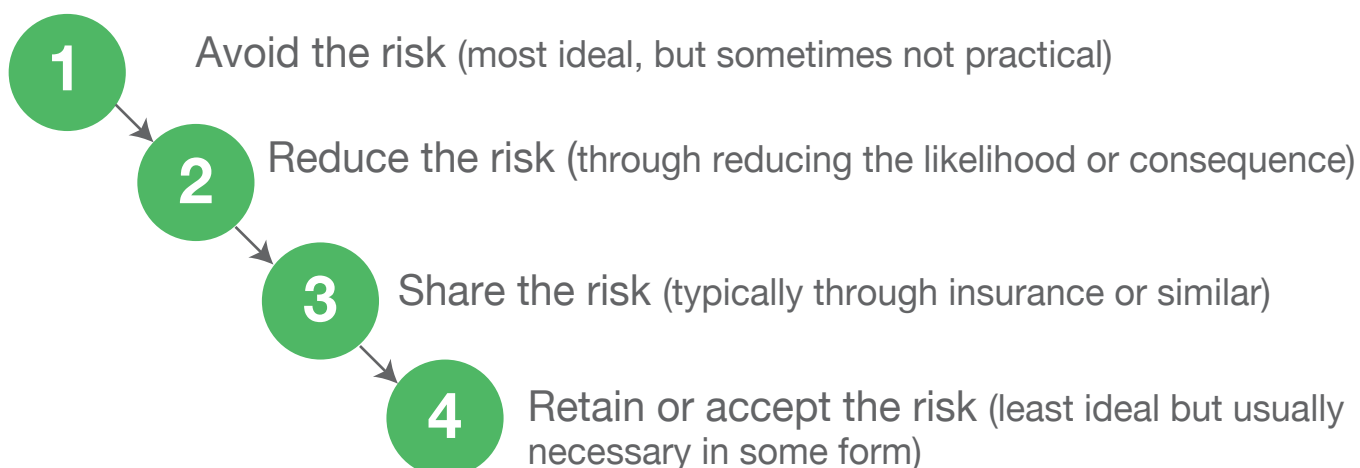 1
Avoid the risk (most ideal, but sometimes not practical)
2
Reduce the risk (through reducing the likelihood or consequence)
3
Share the risk (typically through insurance or similar)
4
Retain or accept the risk (least ideal but usually
necessary in some form)